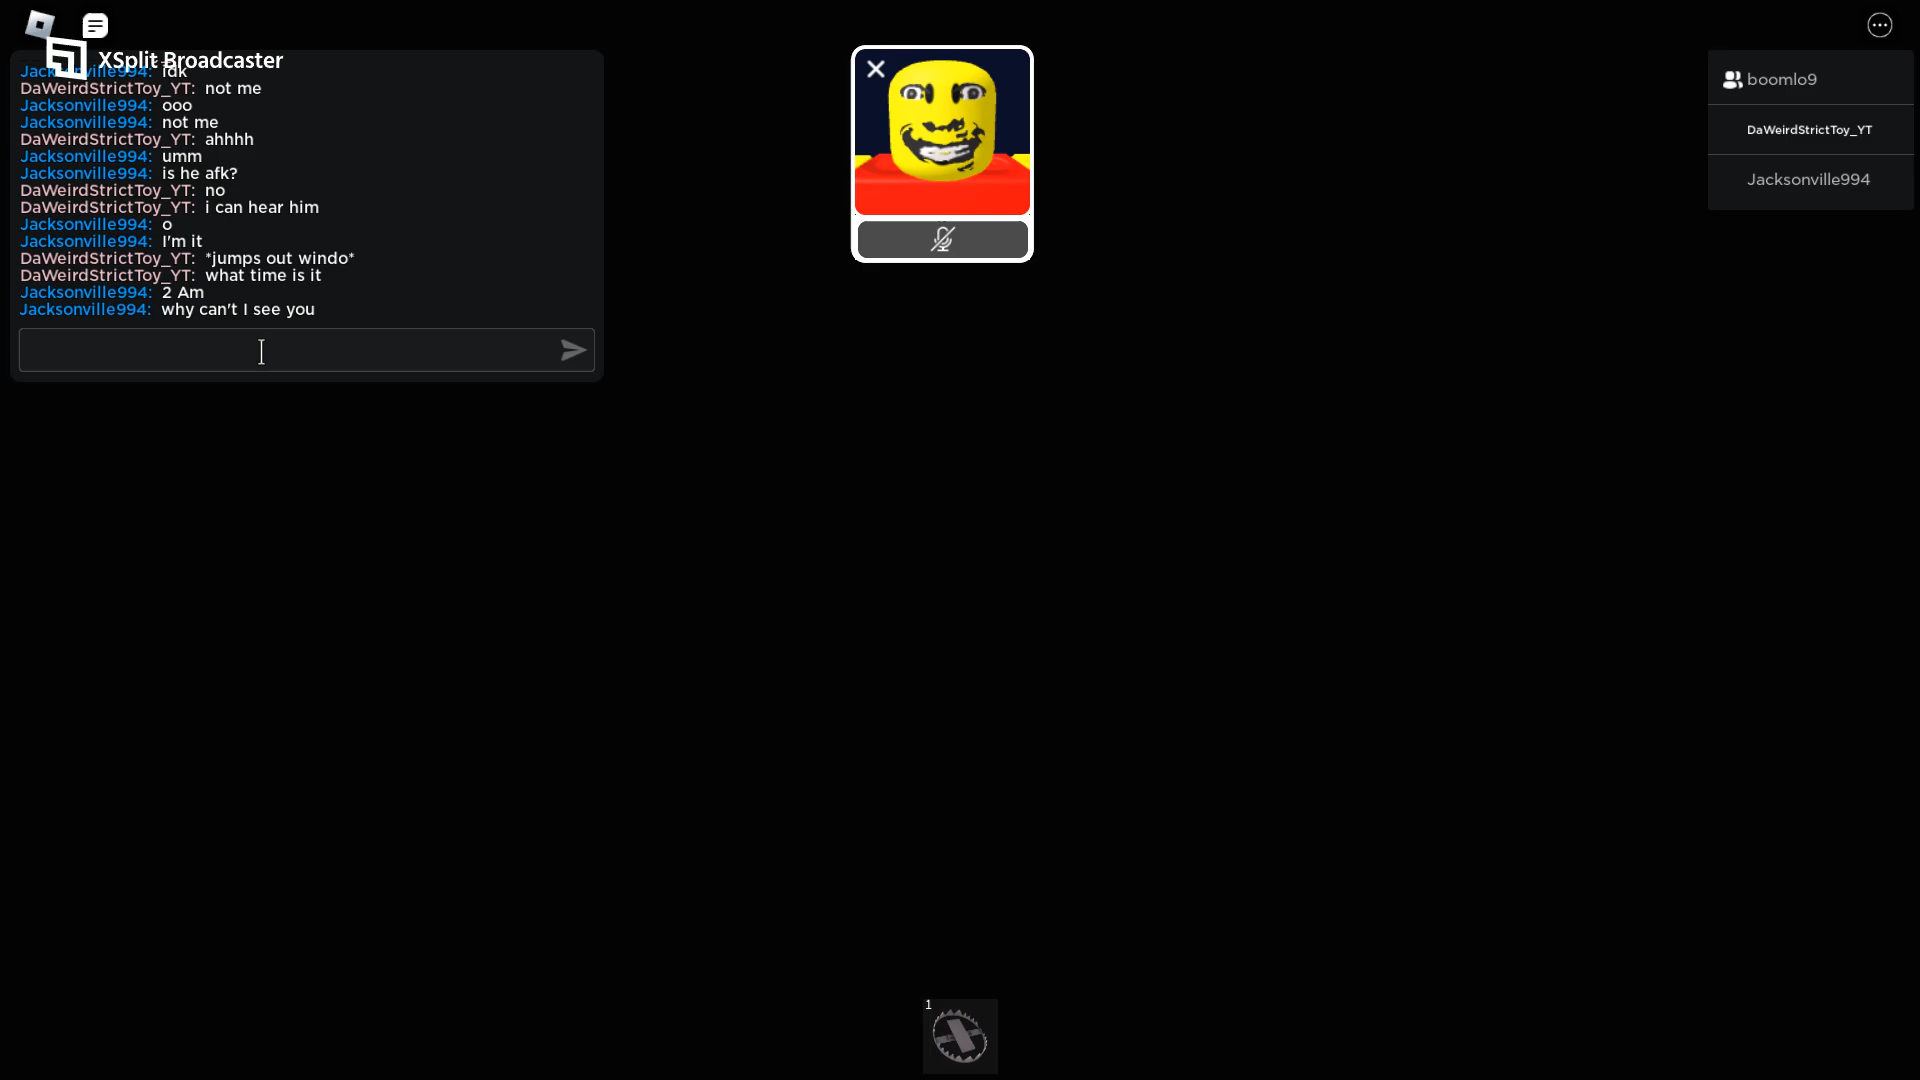 XSplit Broadcaster
Jacksonville994: idk
DaWeirdStrictToy_YT: not me
Jacksonville994: ooo
Jacksonville994: not me
DaWeirdStrictToy_YT: ahhhh
Jacksonville994: umm
Jacksonville994: is he afk?
DaWeirdStrictToy_YT: no
DaWeirdStrictToy_YT: i can hear him
Jacksonville994: o
Jacksonville994: I'm it
DaWeirdStrictToy_YT: *jumps out windo*
DaWeirdStrictToy_YT: what time is it
Jacksonville994: 2 Am
Jacksonville994: why can't I see you
boomlo9
DaWeirdStrictToy_YT
Jacksonville994
1